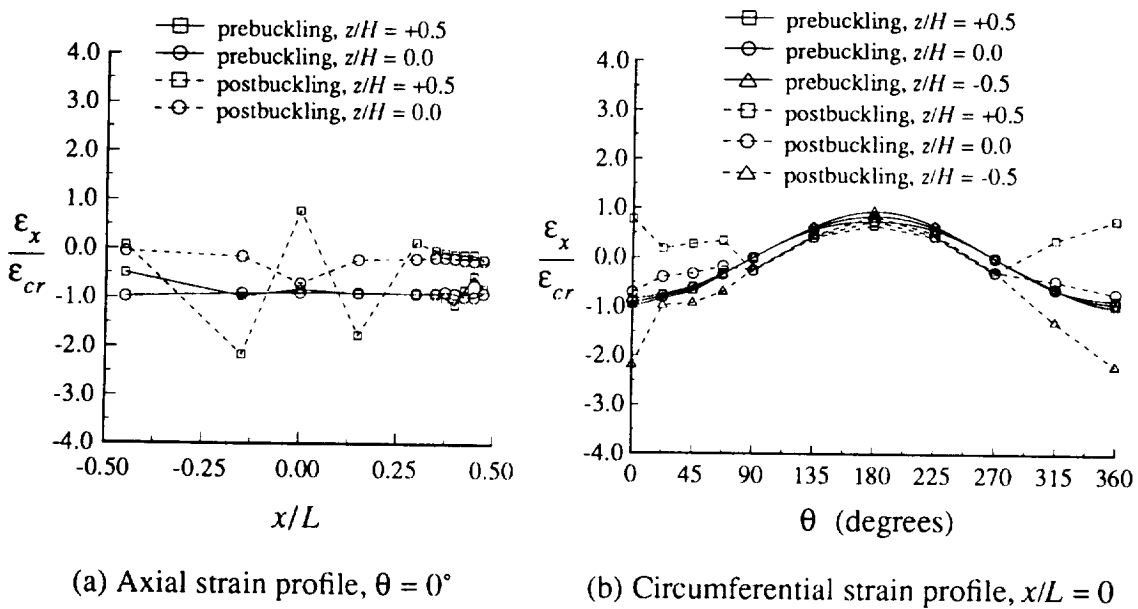 prebuckling, z/H = +0.5
prebuckling, z/H = 0.0
postbuckling, z/H = +0.5
postbuckling, z/H = 0.0
4.0
3.0
2.0
1.0
0.0
-1.0
-2.0
-3.0
-4.0
εx
εcr
-0.50
-0.25
0.00
0.25
0.50
x/L
(a) Axial strain profile, θ = 0°
prebuckling, z/H = +0.5
prebuckling, z/H = 0.0
prebuckling, z/H = -0.5
postbuckling, z/H = +0.5
postbuckling, z/H = 0.0
postbuckling, z/H = -0.5
4.0
3.0
2.0
1.0
0.0
-1.0
-2.0
-3.0
-4.0
εx
εcr
0
45
90
135
180
225
270
315
360
θ (degrees)
(b) Circumferential strain profile, x/L = 0